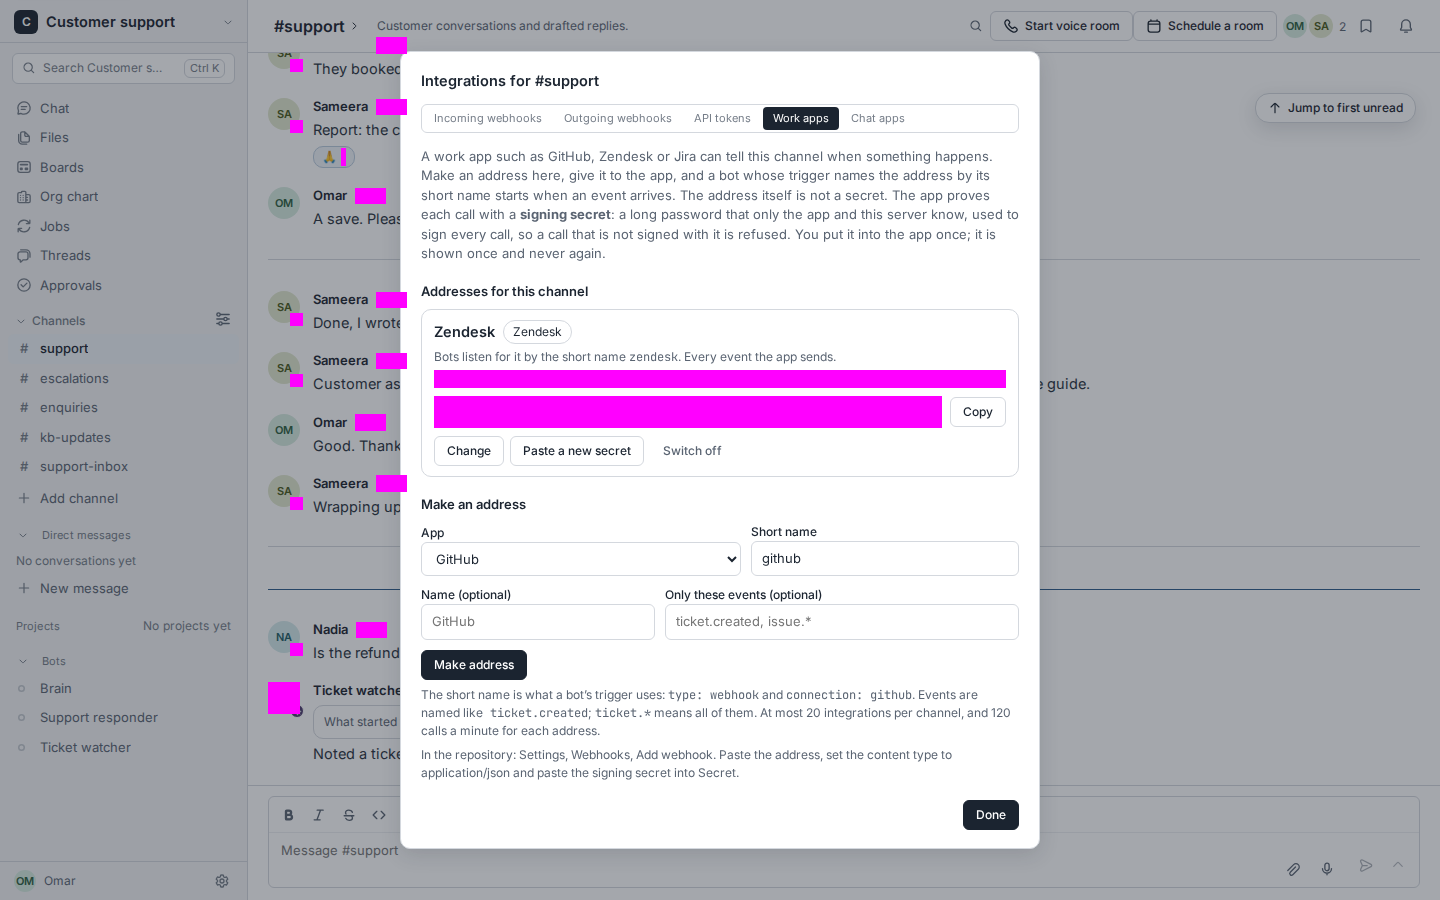 C Customer support
Search Customer s... Ctrl K
Chat
Files
Boards
Org chart
Jobs
Threads
Approvals
Channels
# support
# escalations
# enquiries
# kb-updates
# support-inbox
Add channel
Direct messages
No conversations yet
New message
Projects No projects yet
Bots
Brain
Support responder
Ticket watcher
OM Omar
#support Customer conversations and drafted replies.
Start voice room
Schedule a room
OM SA 2
Jump to first unread
SA
They booked
SA Sameera
Report: the c
OM Omar
A save. Pleas
SA Sameera
Done, I wrote
SA Sameera
Customer as
e guide.
OM Omar
Good. Thank
SA Sameera
Wrapping up
NA Nadia
Is the refund
Ticket watche
What started
Noted a ticke
B I S <>
Message #support
Integrations for #support
Incoming webhooks Outgoing webhooks API tokens Work apps Chat apps
A work app such as GitHub, Zendesk or Jira can tell this channel when something happens.
Make an address here, give it to the app, and a bot whose trigger names the address by its
short name starts when an event arrives. The address itself is not a secret. The app proves
each call with a signing secret: a long password that only the app and this server know, used to
sign every call, so a call that is not signed with it is refused. You put it into the app once; it is
shown once and never again.
Addresses for this channel
Zendesk Zendesk
Bots listen for it by the short name zendesk. Every event the app sends.
Copy
Change Paste a new secret Switch off
Make an address
App Short name
GitHub github
Name (optional) Only these events (optional)
GitHub ticket.created, issue.*
Make address
The short name is what a bot’s trigger uses: type: webhook and connection: github. Events are
named like ticket.created; ticket.* means all of them. At most 20 integrations per channel, and 120
calls a minute for each address.
In the repository: Settings, Webhooks, Add webhook. Paste the address, set the content type to
application/json and paste the signing secret into Secret.
Done